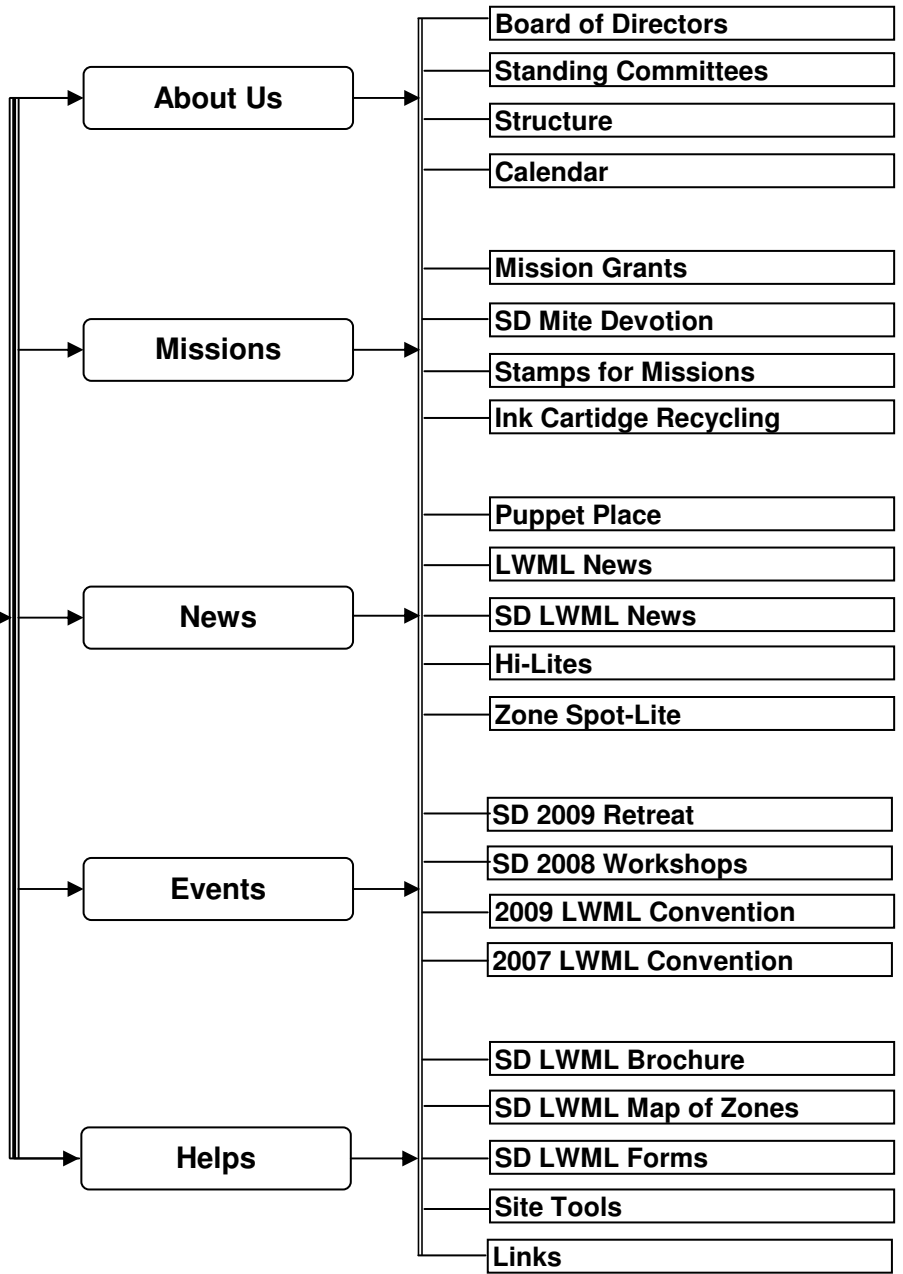 About Us
Board of Directors
Standing Committees
Structure
Calendar
Missions
Mission Grants
SD Mite Devotion
Stamps for Missions
Ink Cartidge Recycling
News
Puppet Place
LWML News
SD LWML News
Hi-Lites
Zone Spot-Lite
Events
SD 2009 Retreat
SD 2008 Workshops
2009 LWML Convention
2007 LWML Convention
Helps
SD LWML Brochure
SD LWML Map of Zones
SD LWML Forms
Site Tools
Links